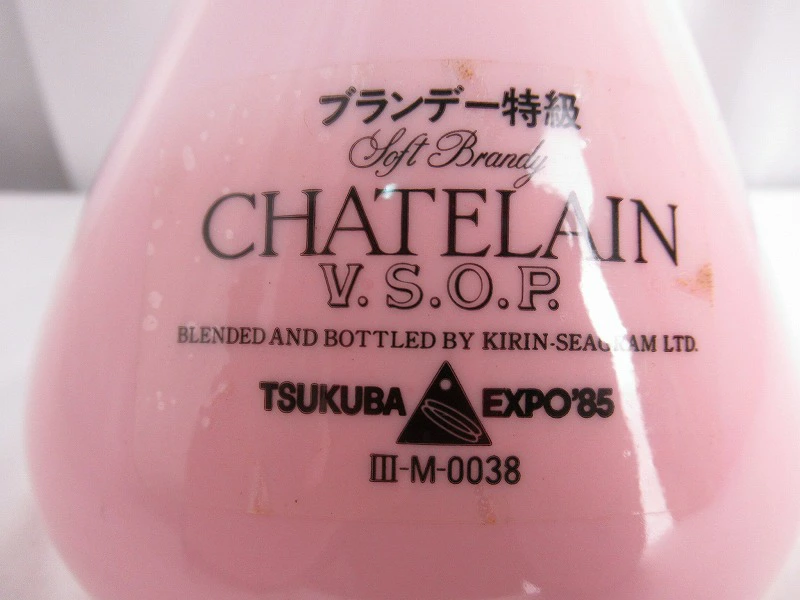 ブランデー特級
Soft Brandy
CHATELAIN
V.S.O.P.
BLENDED AND BOTTLED BY KIRIN-SEAGRAM LTD.
TSUKUBA EXPO'85
III-M-0038